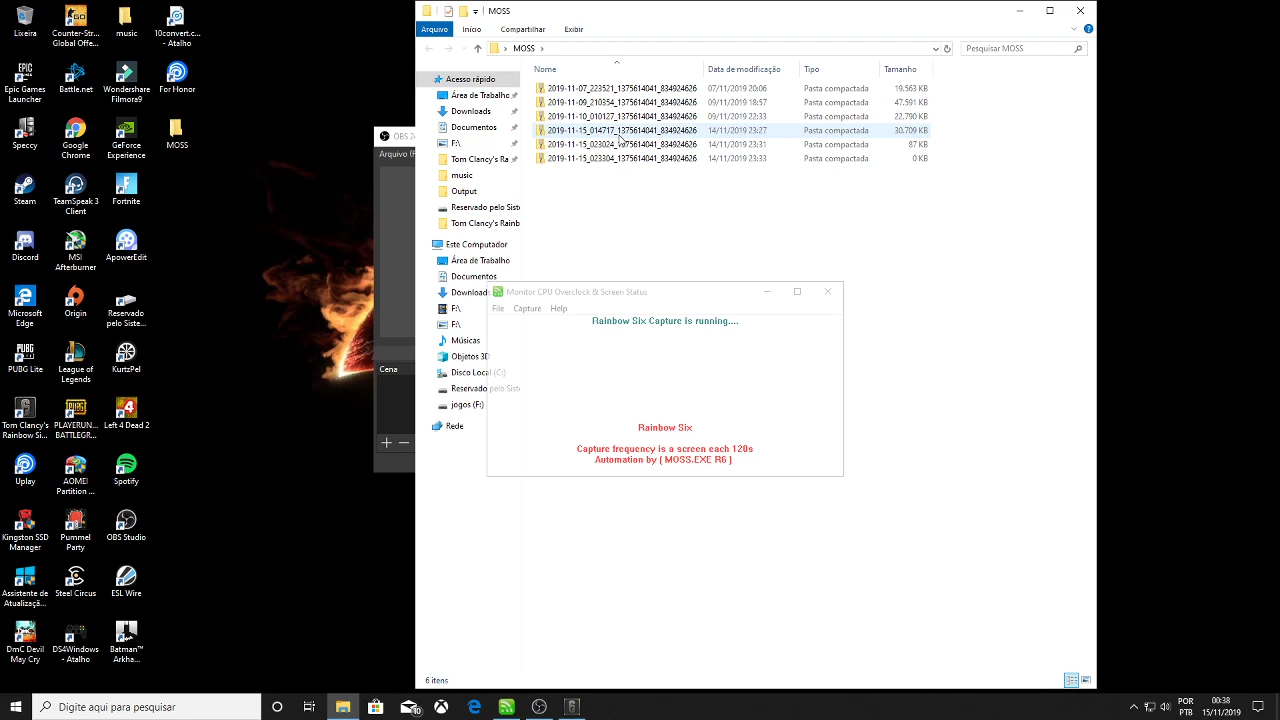 Lixeira
Counter-Str...
Global Offe...
music
10convert.c...
- Atalho
Epic Games
Launcher
Battle.net
Wondershare
Filmora9
For Honor
Speccy
Google
Chrome
GeForce
Experience
MOSS
Steam
TeamSpeak 3
Client
Fortnite
Discord
MSI
Afterburner
ApowerEdit
Microsoft
Edge
Origin
Reservado
pelo Siste...
PUBG Lite
League of
Legends
KurtzPel
Tom Clancy's
Rainbow Si...
PLAYERUN...
BATTLEGR...
Left 4 Dead 2
Uplay
AOMEI
Partition ...
Spotify
Kingston SSD
Manager
Pummel
Party
OBS Studio
Assistente de
Atualizaçã...
Steel Circus
ESL Wire
DmC Devil
May Cry
DS4Windows
- Atalho
Batman™
Arkha...
OBS 24
Arquivo (F
Cena
MOSS
Arquivo
Início
Compartilhar
Exibir
MOSS
Pesquisar MOSS
Nome
Data de modificação
Tipo
Tamanho
2019-11-07_223521_1375614041_834924626 07/11/2019 20:06 Pasta compactada 19.563 KB
2019-11-09_210354_1375614041_834924626 09/11/2019 18:57 Pasta compactada 47.591 KB
2019-11-10_010127_1375614041_834924626 09/11/2019 22:33 Pasta compactada 22.790 KB
2019-11-15_014717_1375614041_834924626 14/11/2019 23:27 Pasta compactada 30.709 KB
2019-11-15_023024_1375614041_834924626 14/11/2019 23:31 Pasta compactada 87 KB
2019-11-15_023304_1375614041_834924626 14/11/2019 23:33 Pasta compactada 0 KB
Acesso rápido
Área de Trabalho
Downloads
Documentos
F:\
Tom Clancy's Ra
music
Output
Reservado pelo Siste
Tom Clancy's Rainb
Este Computador
Área de Trabalho
Documentos
Downloads
F:\
F:\
Músicas
Objetos 3D
Disco Local (C:)
Reservado pelo Siste
jogos (F:)
Rede
Monitor CPU Overclock & Screen Status
File Capture Help
Rainbow Six Capture is running....
Rainbow Six
Capture frequency is a screen each 120s
Automation by ( MOSS.EXE R6 )
6 itens
Digite aqui para pesquisar
10
POR
PTB
00:38
15/11/2019